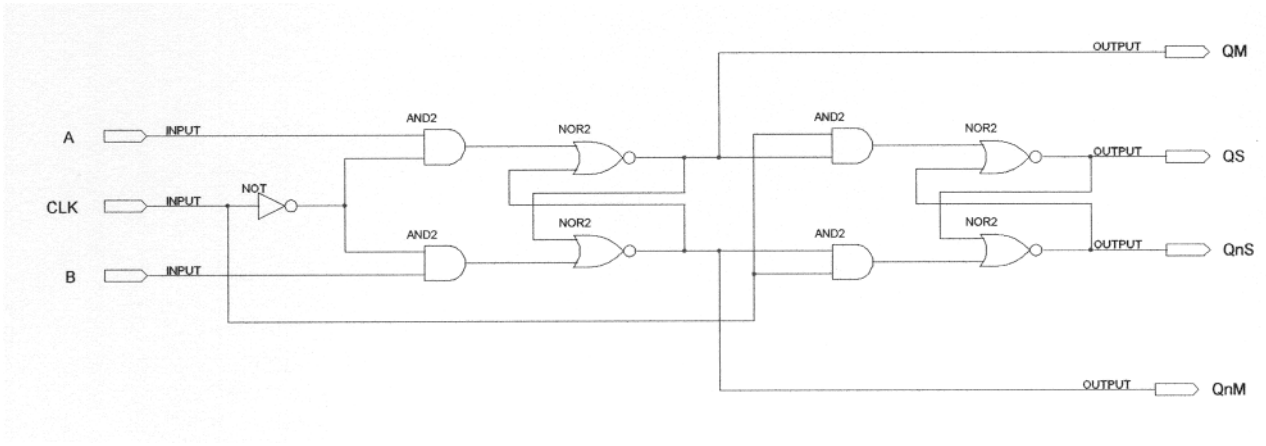 OUTPUT QM
AND2 AND2
NOR2 NOR2
A INPUT
OUTPUT QS
NOT
CLK INPUT
NOR2 NOR2
AND2 AND2
OUTPUT QnS
B INPUT
OUTPUT QnM